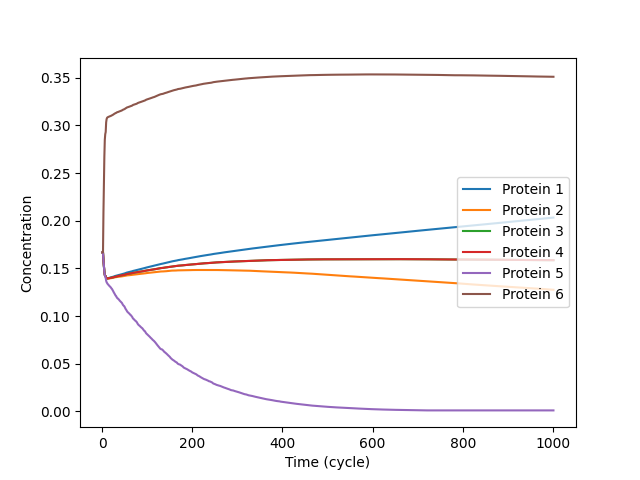 0.35
0.30
0.25
0.20
0.15
0.10
0.05
0.00
Concentration
Protein 1
Protein 2
Protein 3
Protein 4
Protein 5
Protein 6
0 200 400 600 800 1000
Time (cycle)